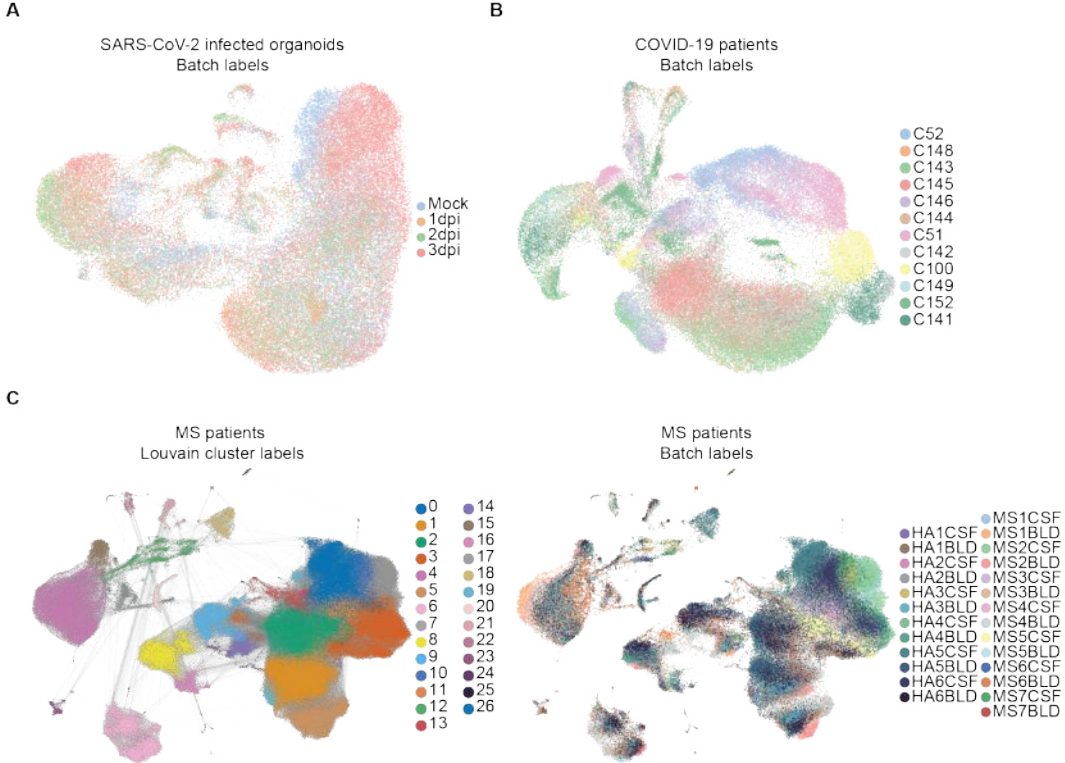 A
SARS-CoV-2 infected organoids
Batch labels
Mock
1dpi
2dpi
3dpi
B
COVID-19 patients
Batch labels
C52
C148
C143
C145
C146
C144
C51
C142
C100
C149
C152
C141
C
MS patients
Louvain cluster labels
0
1
2
3
4
5
6
7
8
9
10
11
12
13
14
15
16
17
18
19
20
21
22
23
24
25
26
MS patients
Batch labels
HA1CSF
HA1BLD
HA2CSF
HA2BLD
HA3CSF
HA3BLD
HA4CSF
HA4BLD
HA5CSF
HA5BLD
HA6CSF
HA6BLD
MS1CSF
MS1BLD
MS2CSF
MS2BLD
MS3CSF
MS3BLD
MS4CSF
MS4BLD
MS5CSF
MS5BLD
MS6CSF
MS6BLD
MS7CSF
MS7BLD